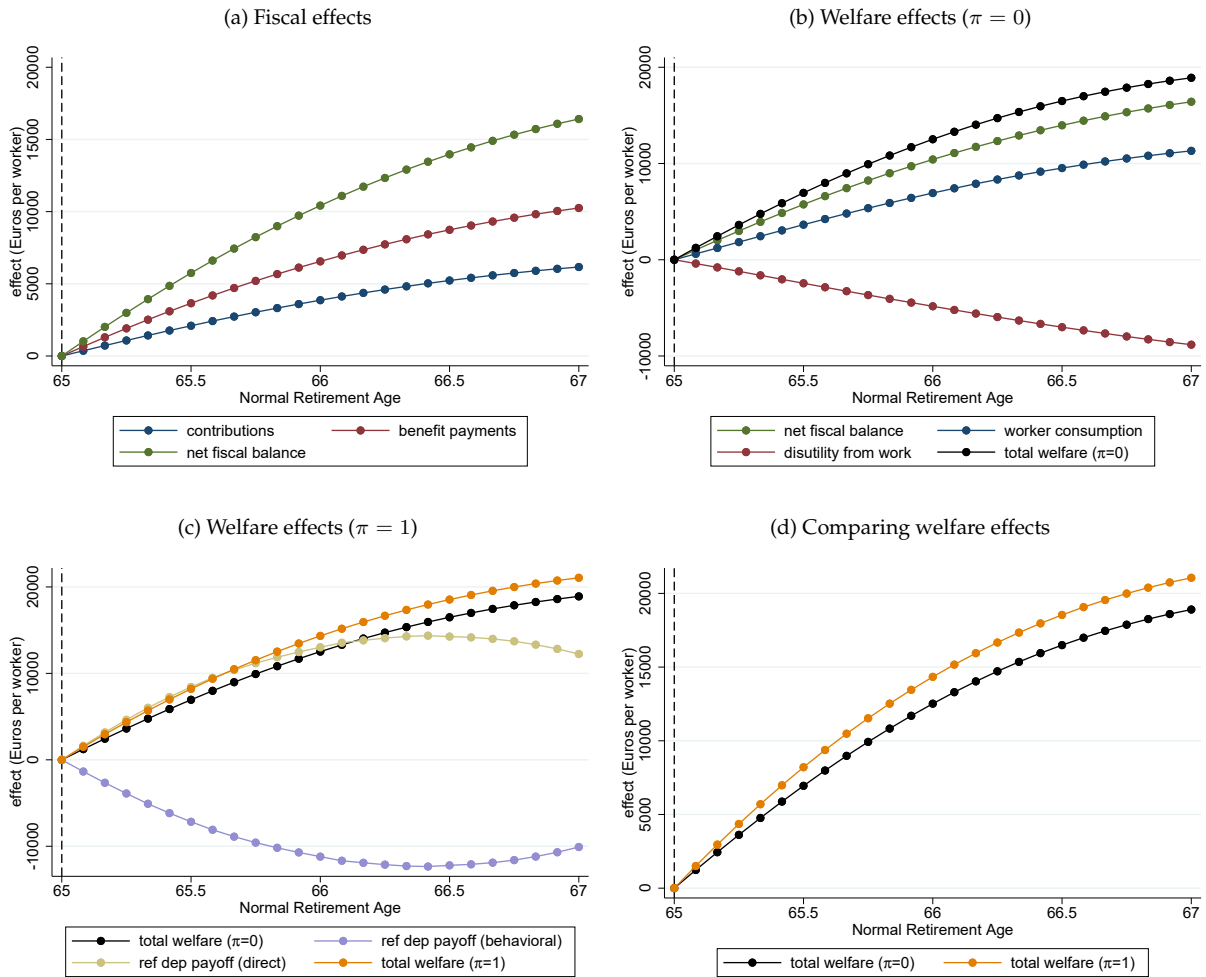 (a) Fiscal effects
effect (Euros per worker)
20000
15000
10000
5000
0
65
65.5
66
66.5
67
Normal Retirement Age
contributions
benefit payments
net fiscal balance
(b) Welfare effects (π = 0)
effect (Euros per worker)
20000
10000
0
-10000
65
65.5
66
66.5
67
Normal Retirement Age
net fiscal balance
worker consumption
disutility from work
total welfare (π=0)
(c) Welfare effects (π = 1)
effect (Euros per worker)
20000
10000
0
-10000
65
65.5
66
66.5
67
Normal Retirement Age
total welfare (π=0)
ref dep payoff (behavioral)
ref dep payoff (direct)
total welfare (π=1)
(d) Comparing welfare effects
effect (Euros per worker)
20000
15000
10000
5000
0
65
65.5
66
66.5
67
Normal Retirement Age
total welfare (π=0)
total welfare (π=1)